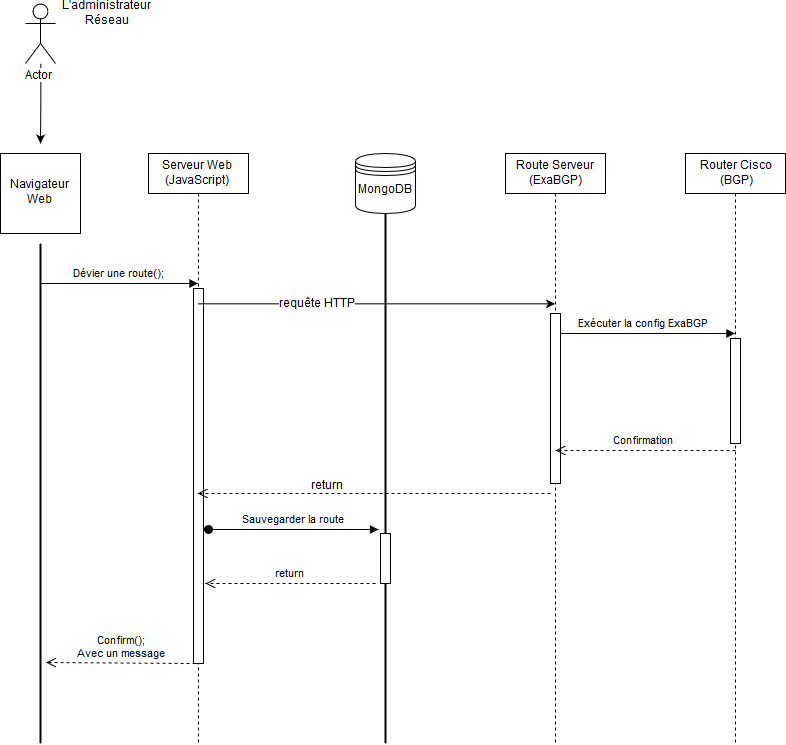 L'administrateur
Réseau
Actor
Navigateur
Web
Serveur Web
(JavaScript)
MongoDB
Route Serveur
(ExaBGP)
Router Cisco
(BGP)
Dévier une route();
requête HTTP
Exécuter la config ExaBGP
Confirmation
return
Sauvegarder la route
return
Confirm();
Avec un message